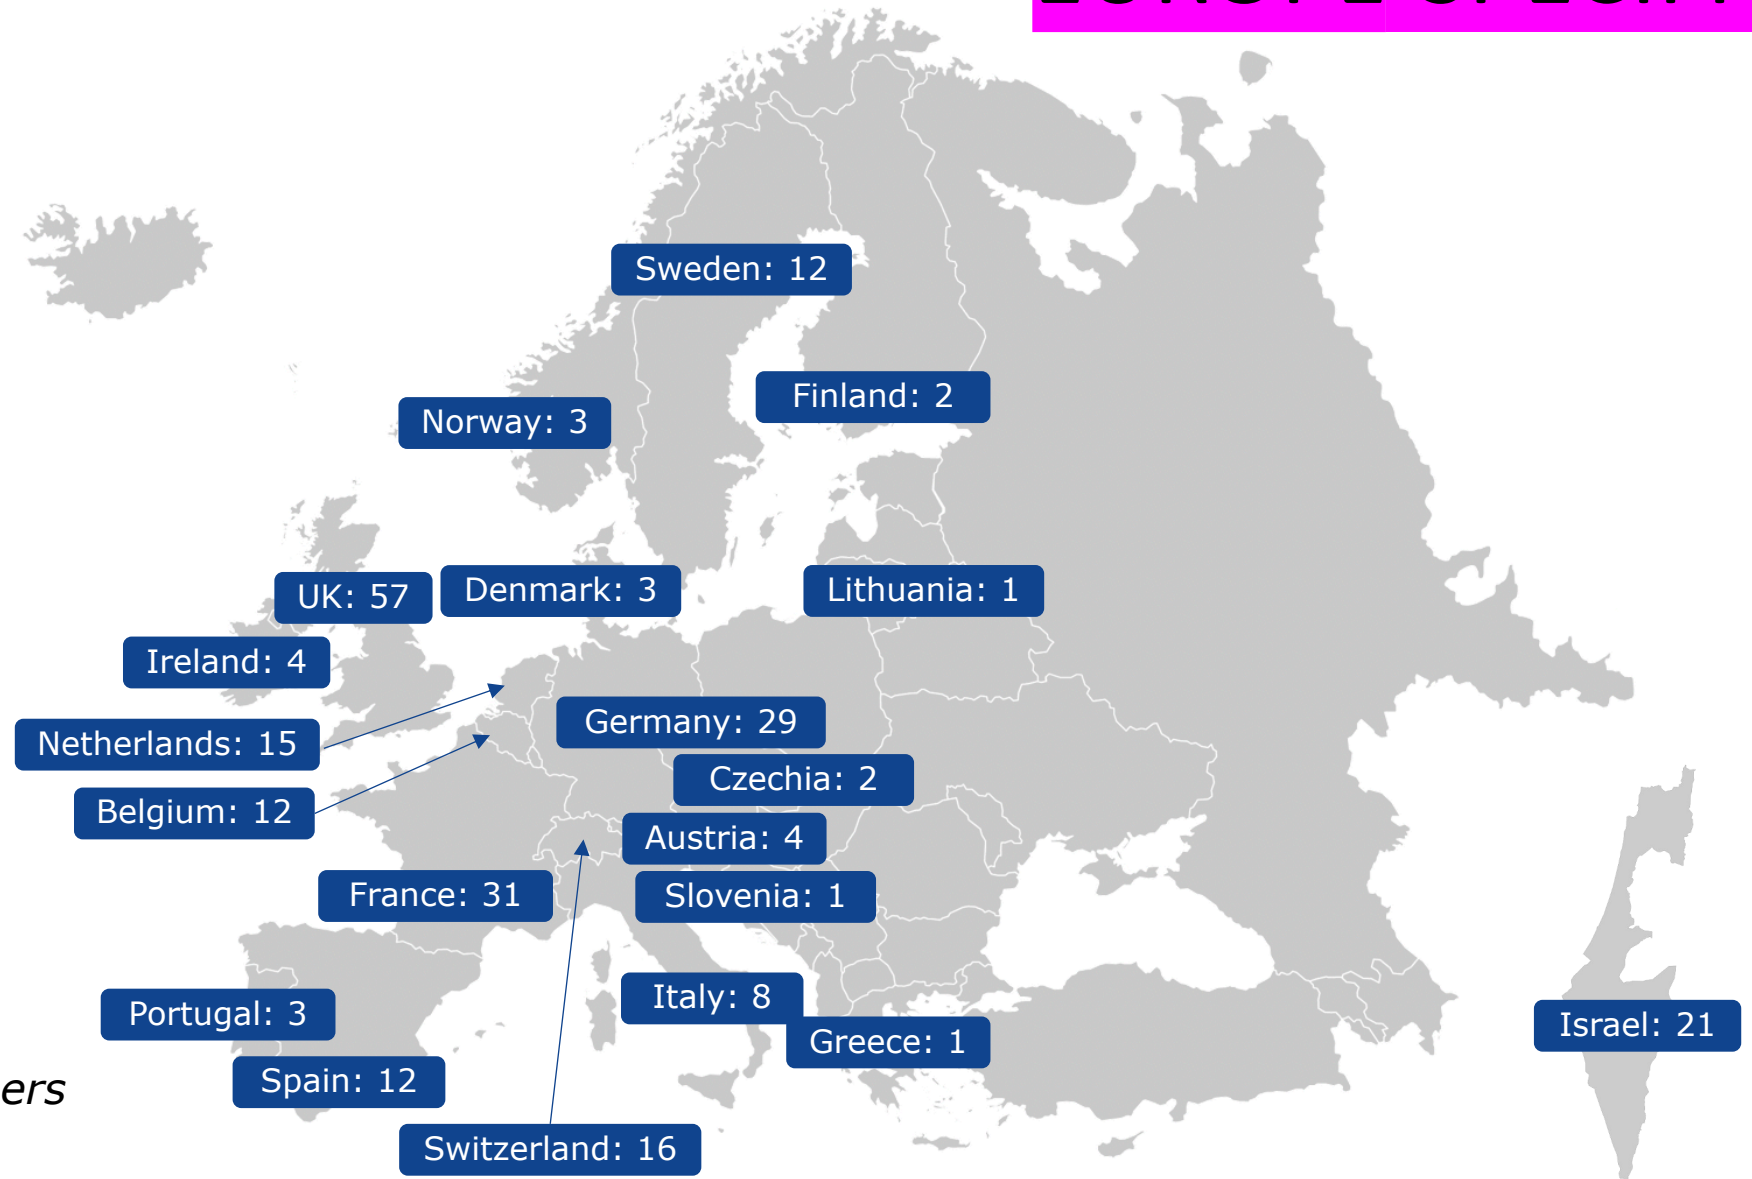 Sweden: 12
Finland: 2
Norway: 3
UK: 57
Denmark: 3
Lithuania: 1
Ireland: 4
Germany: 29
Netherlands: 15
Czechia: 2
Belgium: 12
Austria: 4
France: 31
Slovenia: 1
Italy: 8
Portugal: 3
Israel: 21
Greece: 1
Spain: 12
ers
Switzerland: 16